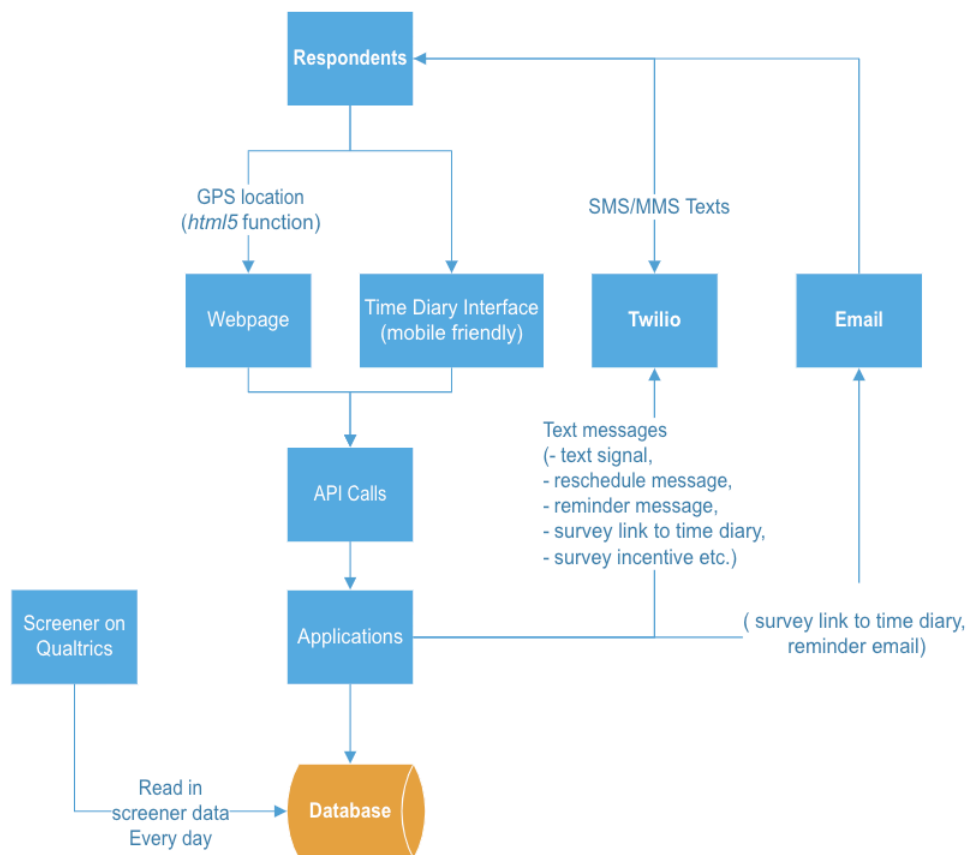 Respondents
GPS location
(html5 function)
SMS/MMS Texts
Webpage
Time Diary Interface
(mobile friendly)
Twilio
Email
Text messages
(- text signal,
- reschedule message,
- reminder message,
- survey link to time diary,
- survey incentive etc.)
API Calls
Screener on
Qualtrics
Applications
( survey link to time diary,
reminder email)
Read in
screener data
Every day
Database